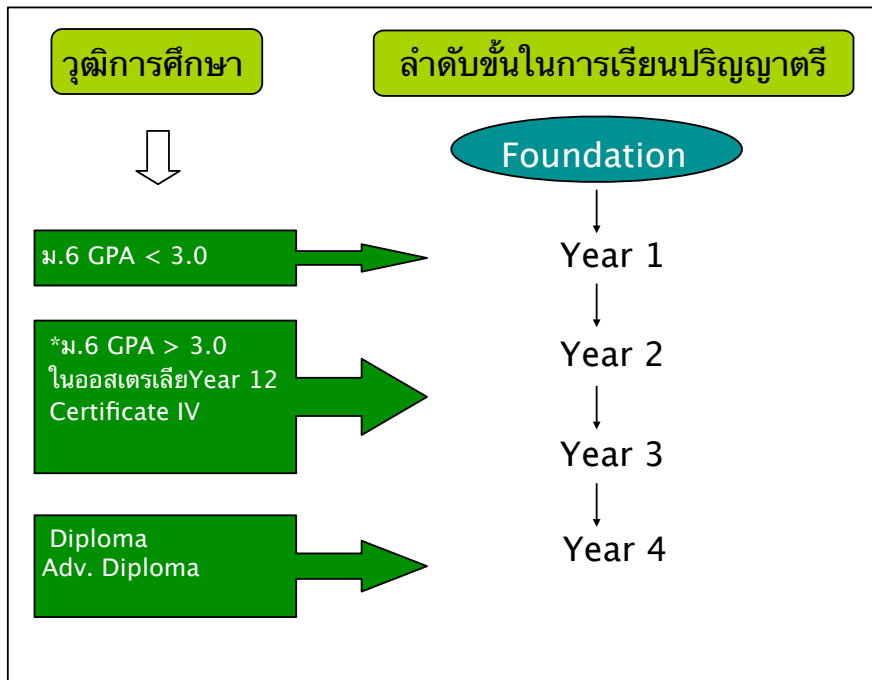 วุฒิการศึกษา
ลำดับขั้นในการเรียนปริญญาตรี
Foundation
ม.6 GPA < 3.0
Year 1
*ม.6 GPA > 3.0
ในออสเตรเลียYear 12
Certificate IV
Year 2
Year 3
Diploma
Adv. Diploma
Year 4